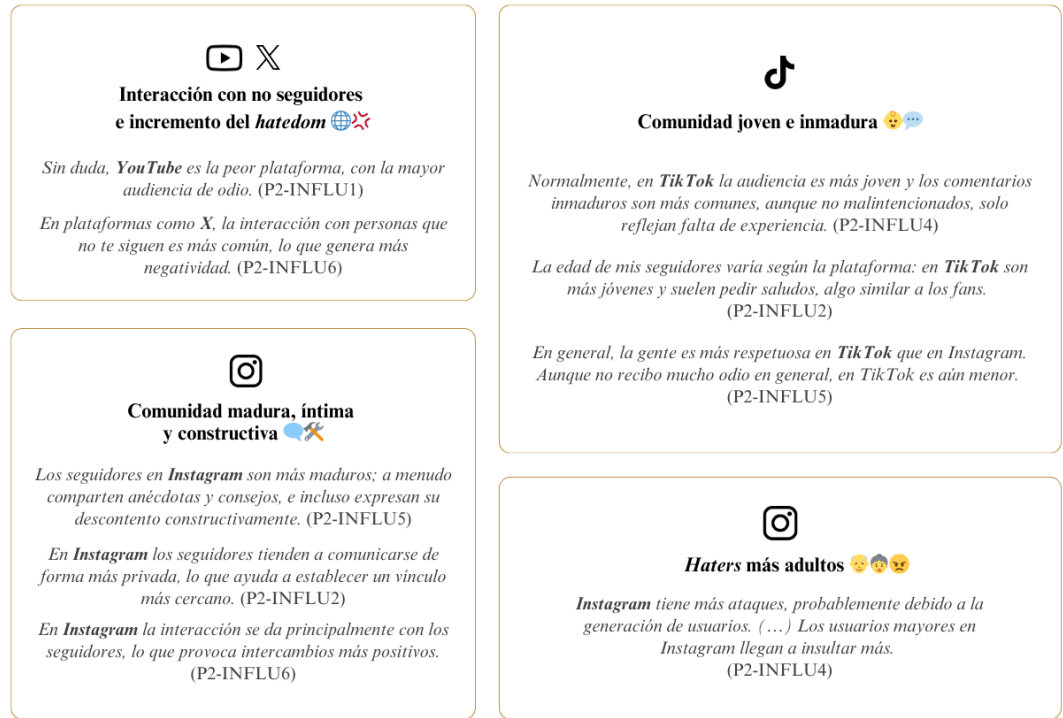 Interacción con no seguidores
e incremento del hatedom 🌐💢
Sin duda, YouTube es la peor plataforma, con la mayor
audiencia de odio. (P2-INFLU1)
En plataformas como X, la interacción con personas que
no te siguen es más común, lo que genera más
negatividad. (P2-INFLU6)
Comunidad madura, íntima
y constructiva 🗨️🛠️
Los seguidores en Instagram son más maduros; a menudo
comparten anécdotas y consejos, e incluso expresan su
descontento constructivamente. (P2-INFLU5)
En Instagram los seguidores tienden a comunicarse de
forma más privada, lo que ayuda a establecer un vínculo
más cercano. (P2-INFLU2)
En Instagram la interacción se da principalmente con los
seguidores, lo que provoca intercambios más positivos.
(P2-INFLU6)
Comunidad joven e inmadura 👶💬
Normalmente, en TikTok la audiencia es más joven y los comentarios
inmaduros son más comunes, aunque no malintencionados, solo
reflejan falta de experiencia. (P2-INFLU4)
La edad de mis seguidores varía según la plataforma: en TikTok son
más jóvenes y suelen pedir saludos, algo similar a los fans.
(P2-INFLU2)
En general, la gente es más respetuosa en TikTok que en Instagram.
Aunque no recibo mucho odio en general, en TikTok es aún menor.
(P2-INFLU5)
Haters más adultos 👴👵😠
Instagram tiene más ataques, probablemente debido a la
generación de usuarios. (…) Los usuarios mayores en
Instagram llegan a insultar más.
(P2-INFLU4)